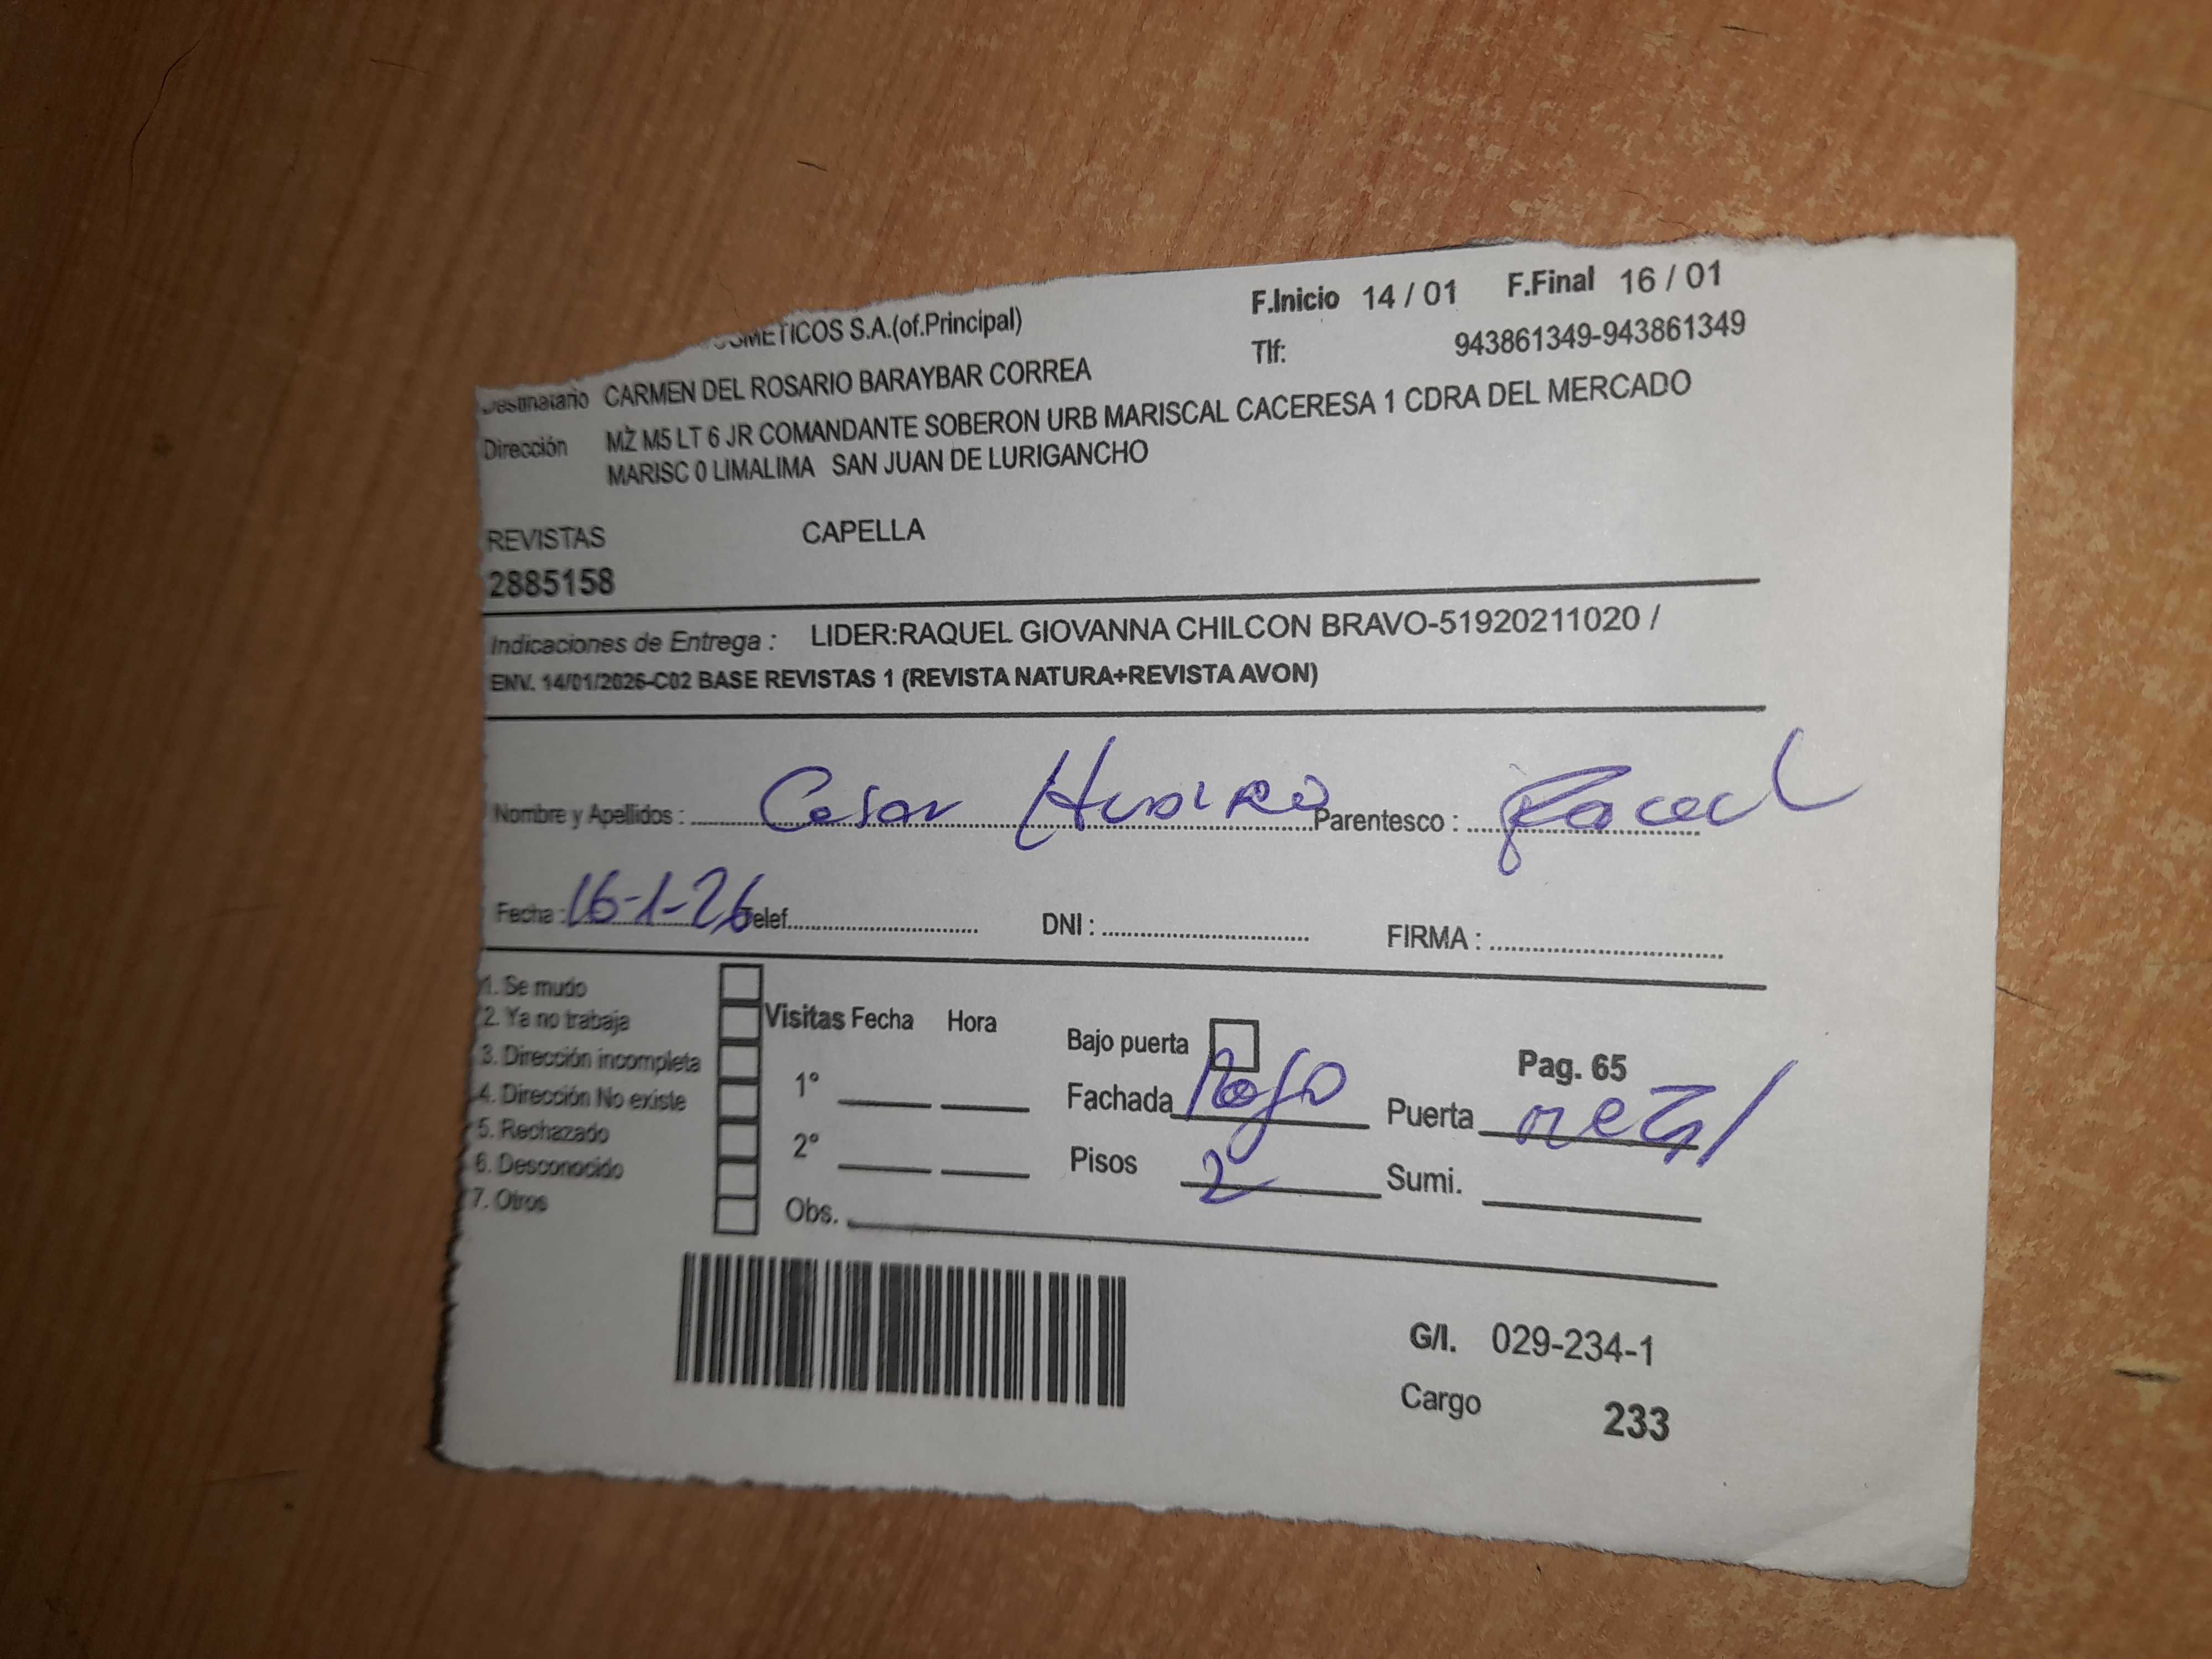 COSMETICOS S.A.(of.Principal) F.Inicio 14 / 01 F.Final 16 / 01
Tlf: 943861349-943861349
Destinatario CARMEN DEL ROSARIO BARAYBAR CORREA
Dirección MZ M5 LT 6 JR COMANDANTE SOBERON URB MARISCAL CACERESA 1 CDRA DEL MERCADO
MARISC 0 LIMALIMA SAN JUAN DE LURIGANCHO
REVISTAS CAPELLA
2885158
Indicaciones de Entrega : LIDER:RAQUEL GIOVANNA CHILCON BRAVO-51920211020 /
ENV. 14/01/2026-C02 BASE REVISTAS 1 (REVISTA NATURA+REVISTA AVON)
Nombre y Apellidos : Cesar Parentesco :
Fecha : 16-1-26 Telef. DNI : FIRMA :
1. Se mudo
2. Ya no trabaja
3. Dirección incompleta
4. Dirección No existe
5. Rechazado
6. Desconocido
7. Otros
Visitas Fecha Hora
1°
2°
Obs.
Bajo puerta Pag. 65
Fachada Rojo Puerta
Pisos 2 Sumi.
G/I. 029-234-1
Cargo 233